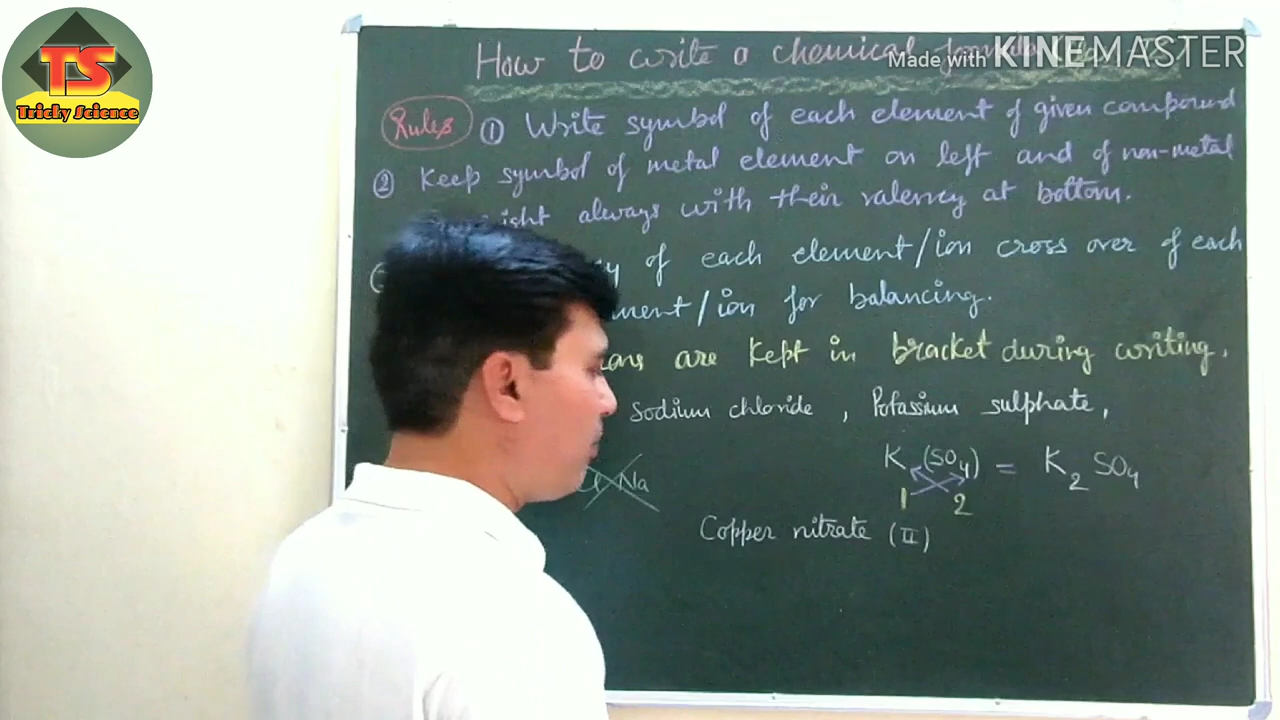 TS
Tricky Science
Made with KINEMASTER
How to write a chemical
Rules ① Write symbol of each element of given compound
② Keep symbol of metal element on left and of non-metal
always with their valency at bottom.
of each element/ion cross over of each
/ion for balancing.
are kept in bracket during writing.
Sodium chloride , Potassium sulphate,
K (SO4) = K2 SO4
Na
1 2
Copper nitrate (II)